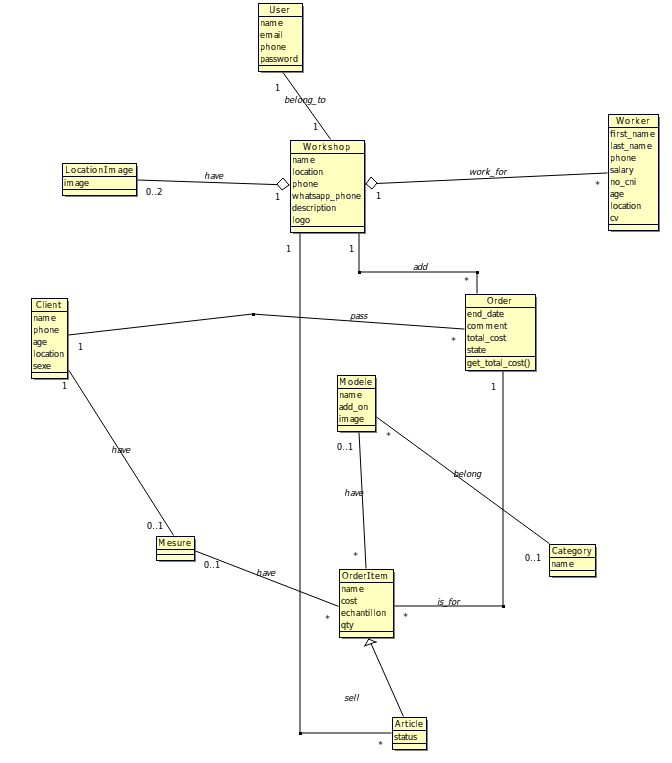 User
name
email
phone
password
1
belong_to
1
Workshop
name
location
phone
whatsapp_phone
description
logo
LocationImage
image
0..2
have
1
1
work_for
*
Worker
first_name
last_name
phone
salary
no_cni
age
location
cv
1
1
add
*
Order
end_date
comment
total_cost
state
get_total_cost()
Client
name
phone
age
location
sexe
1
pass
*
1
1
Modele
name
add_on
image
0..1
*
have
have
belong
0..1
Mesure
0..1
have
*
*
OrderItem
name
cost
echantillon
qty
*
is_for
0..1
Category
name
sell
Article
status
*